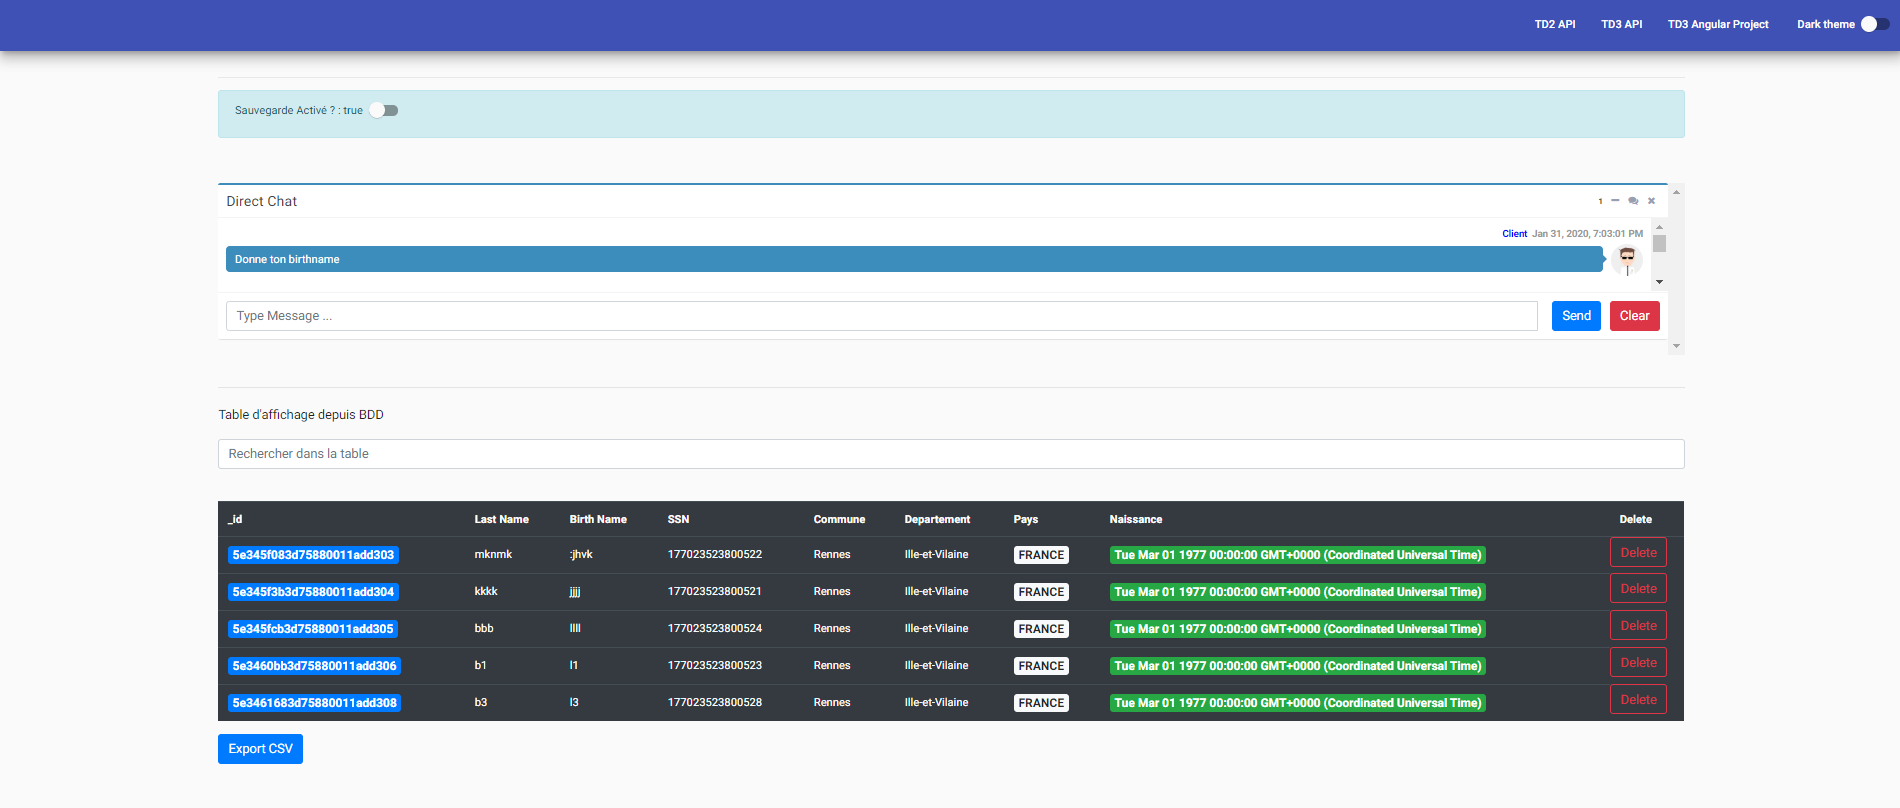 TD2 API TD3 API TD3 Angular Project Dark theme
Sauvegarde Activé ? : true
Direct Chat 1
Client Jan 31, 2020, 7:03:01 PM
Donne ton birthname
Type Message ... Send Clear
Table d'affichage depuis BDD
Rechercher dans la table
_id Last Name Birth Name SSN Commune Departement Pays Naissance Delete
5e345f083d75880011add303 mknmk :jhvk 177023523800522 Rennes Ille-et-Vilaine FRANCE Tue Mar 01 1977 00:00:00 GMT+0000 (Coordinated Universal Time) Delete
5e345f3b3d75880011add304 kkkk jjjj 177023523800521 Rennes Ille-et-Vilaine FRANCE Tue Mar 01 1977 00:00:00 GMT+0000 (Coordinated Universal Time) Delete
5e345fcb3d75880011add305 bbb llll 177023523800524 Rennes Ille-et-Vilaine FRANCE Tue Mar 01 1977 00:00:00 GMT+0000 (Coordinated Universal Time) Delete
5e3460bb3d75880011add306 b1 l1 177023523800523 Rennes Ille-et-Vilaine FRANCE Tue Mar 01 1977 00:00:00 GMT+0000 (Coordinated Universal Time) Delete
5e3461683d75880011add308 b3 l3 177023523800528 Rennes Ille-et-Vilaine FRANCE Tue Mar 01 1977 00:00:00 GMT+0000 (Coordinated Universal Time) Delete
Export CSV